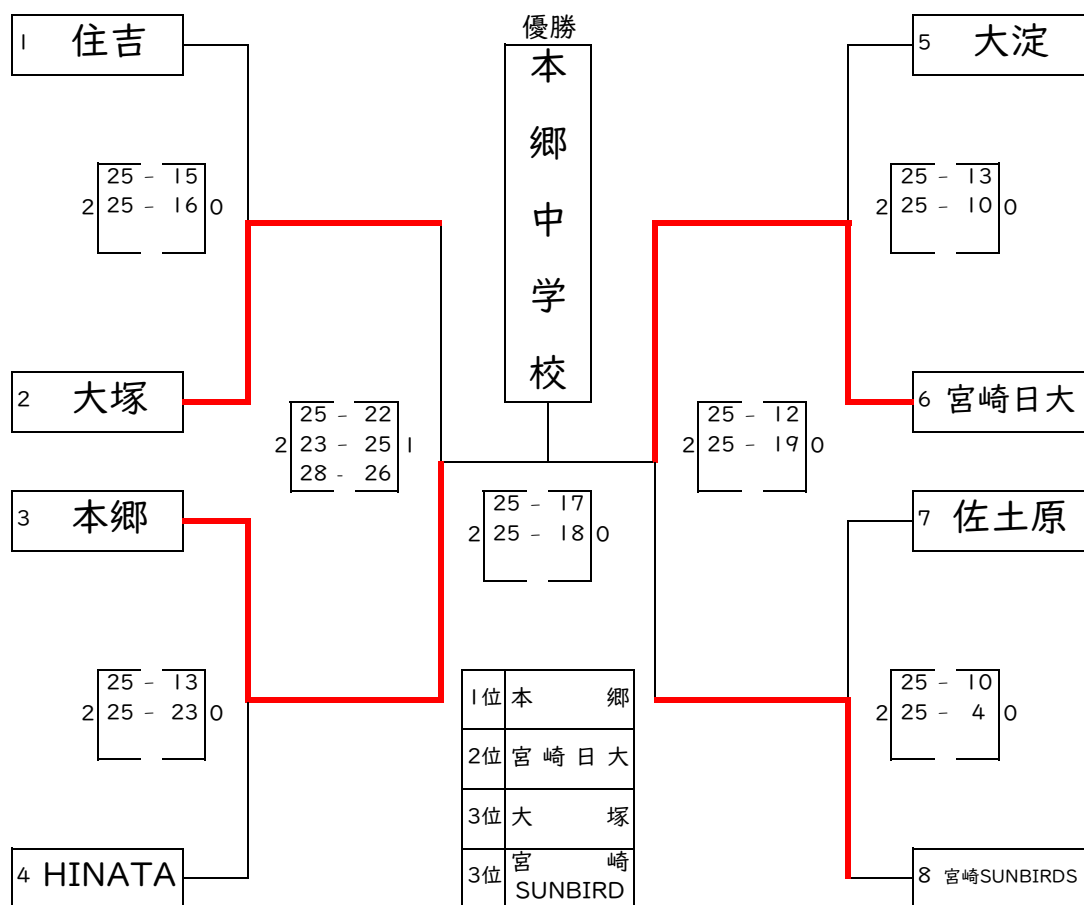 優勝
本郷中学校
1 住吉
2 25 - 15 0
25 - 16
2 大塚
2 25 - 22 1
23 - 25
28 - 26
3 本郷
2 25 - 13 0
25 - 23
4 HINATA
5 大淀
2 25 - 13 0
25 - 10
6 宮崎日大
2 25 - 12 0
25 - 19
7 佐土原
2 25 - 10 0
25 - 4
8 宮崎SUNBIRDS
2 25 - 17 0
25 - 18
1位 本郷
2位 宮崎日大
3位 大塚
3位 宮崎
SUNBIRD